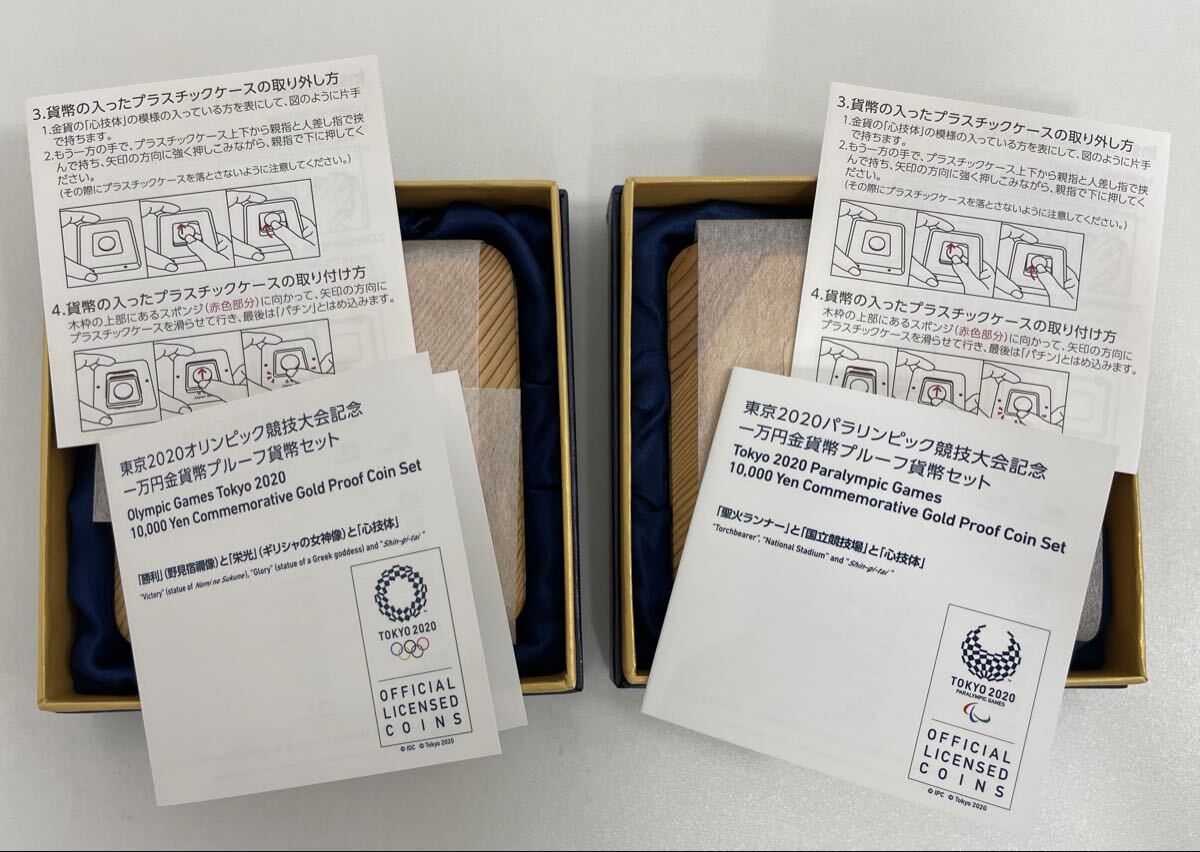 3.貨幣の入ったプラスチックケースの取り外し方
1.金貨の「心技体」の模様の入っている方を表にして、図のように片手
で持ちます。
2.もう一方の手で、プラスチックケース上下から親指と人差し指で挟
んで持ち、矢印の方向に強く押しこみながら、親指で下に押してく
ださい。
(その際にプラスチックケースを落とさないように注意してください。)
4.貨幣の入ったプラスチックケースの取り付け方
木枠の上部にあるスポンジ(赤色部分)に向かって、矢印の方向に
プラスチックケースを滑らせて行き、最後は「パチン」とはめ込みます。
東京2020オリンピック競技大会記念
一万円金貨幣プルーフ貨幣セット
Olympic Games Tokyo 2020
10,000 Yen Commemorative Gold Proof Coin Set
「勝利」(野見宿禰像)と「栄光」(ギリシャの女神像)と「心技体」
"Victory" (statue of Nomi no Sukune), "Glory" (statue of a Greek goddess) and "Shin-gi-tai"
TOKYO 2020
OFFICIAL
LICENSED
COINS
© IOC © Tokyo 2020
3.貨幣の入ったプラスチックケースの取り外し方
1.金貨の「心技体」の模様の入っている方を表にして、図のように片手
で持ちます。
2.もう一方の手で、プラスチックケース上下から親指と人差し指で挟
んで持ち、矢印の方向に強く押しこみながら、親指で下に押してく
ださい。
(その際にプラスチックケースを落とさないように注意してください。)
4.貨幣の入ったプラスチックケースの取り付け方
木枠の上部にあるスポンジ(赤色部分)に向かって、矢印の方向に
プラスチックケースを滑らせて行き、最後は「パチン」とはめ込みます。
東京2020パラリンピック競技大会記念
一万円金貨幣プルーフ貨幣セット
Tokyo 2020 Paralympic Games
10,000 Yen Commemorative Gold Proof Coin Set
「聖火ランナー」と「国立競技場」と「心技体」
"Torchbearer", "National Stadium" and "Shin-gi-tai"
TOKYO 2020
PARALYMPIC GAMES
OFFICIAL
LICENSED
COINS
© IPC © Tokyo 2020